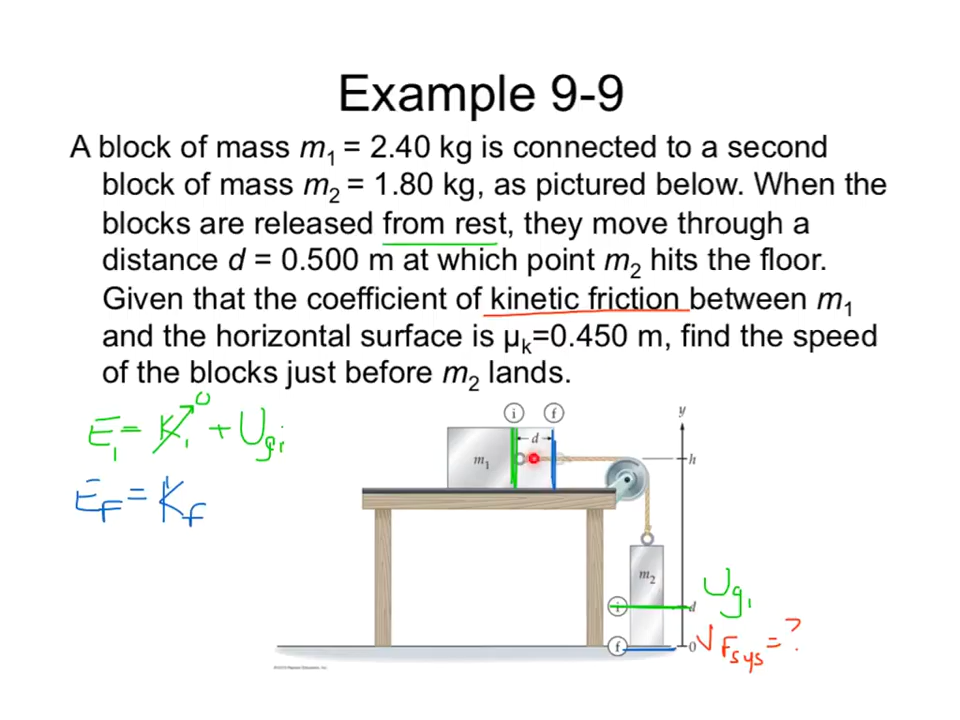 Example 9-9
A block of mass m₁ = 2.40 kg is connected to a second
block of mass m₂ = 1.80 kg, as pictured below. When the
blocks are released from rest, they move through a
distance d = 0.500 m at which point m₂ hits the floor.
Given that the coefficient of kinetic friction between m₁
and the horizontal surface is μₖ=0.450 m, find the speed
of the blocks just before m₂ lands.
E₁ = K₁ 0 + Ugᵢ
EF = Kf
i f y
d
m₁ h
m₂
Ug₁
i d
f 0 VFsys = ?